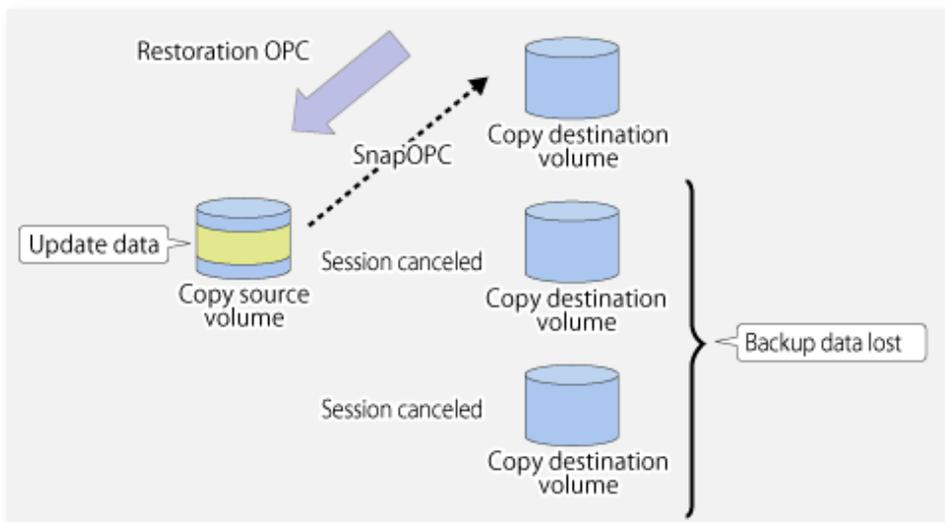 Restoration OPC
Copy destination
volume
SnapOPC
Update data
Copy source
volume
Session canceled
Copy destination
volume
Backup data lost
Session canceled
Copy destination
volume